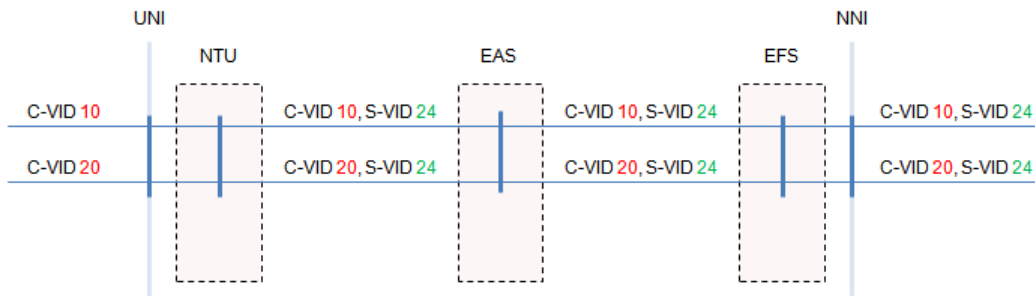 UNI
NNI
NTU
EAS
EFS
C-VID 10
C-VID 10, S-VID 24
C-VID 10, S-VID 24
C-VID 10, S-VID 24
C-VID 20
C-VID 20, S-VID 24
C-VID 20, S-VID 24
C-VID 20, S-VID 24